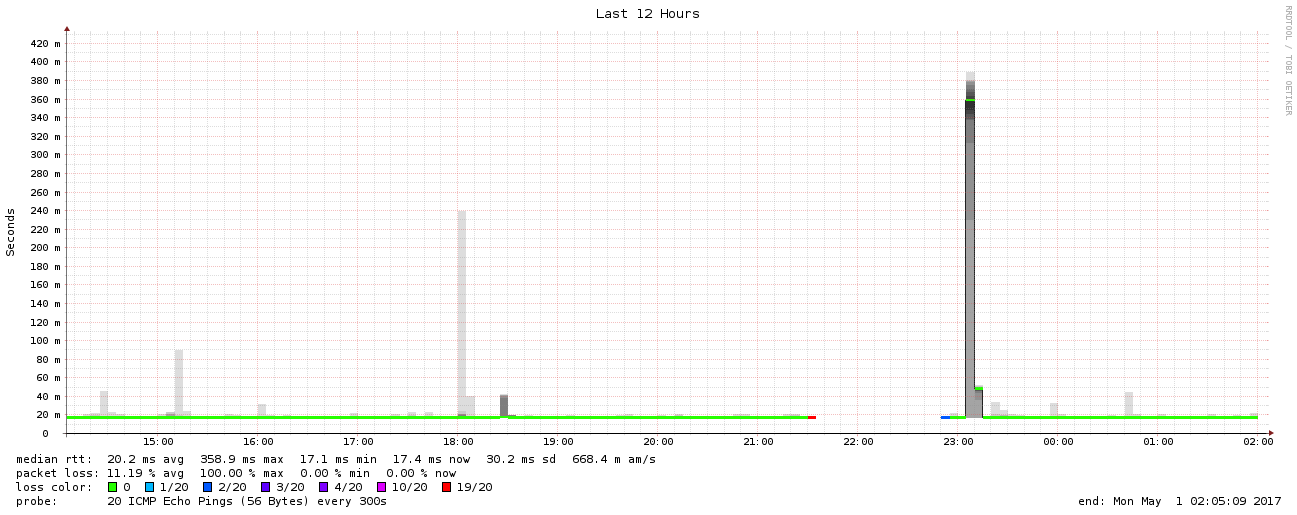 Last 12 Hours
RRDTOOL / TOBI OETIKER
Seconds
420 m
400 m
380 m
360 m
340 m
320 m
300 m
280 m
260 m
240 m
220 m
200 m
180 m
160 m
140 m
120 m
100 m
80 m
60 m
40 m
20 m
0
15:00 16:00 17:00 18:00 19:00 20:00 21:00 22:00 23:00 00:00 01:00 02:00
median rtt: 20.2 ms avg 358.9 ms max 17.1 ms min 17.4 ms now 30.2 ms sd 668.4 m am/s
packet loss: 11.19 % avg 100.00 % max 0.00 % min 0.00 % now
loss color: 0 1/20 2/20 3/20 4/20 10/20 19/20
probe: 20 ICMP Echo Pings (56 Bytes) every 300s end: Mon May 1 02:05:09 2017